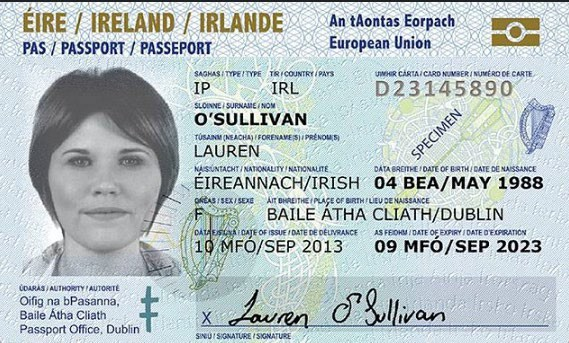 ÉIRE / IRELAND / IRLANDE
An tAontas Eorpach
PAS / PASSPORT / PASSEPORT
European Union
SAGHAS / TYPE / TYPE TÍR / COUNTRY / PAYS
UIMHIR CÁRTA / CARD NUMBER / NUMÉRO DE CARTE
IP IRL
D23145890
SLOINNE / SURNAME / NOM
O'SULLIVAN
SPECIMEN
TÚSAINM (NEACHA) / FORENAME(S) / PRÉNOM(S)
LAUREN
NÁISIÚNTACHT / NATIONALITY / NATIONALITÉ
DÁTA BREITHE / DATE OF BIRTH / DATE DE NAISSANCE
ÉIREANNACH/IRISH
04 BEA/MAY 1988
GNÉAS / SEX / SEXE
ÁIT BHREITHE / PLACE OF BIRTH / LIEU DE NAISSANCE
F
BAILE ÁTHA CLIATH/DUBLIN
DÁTA EISIÚNA / DATE OF ISSUE / DATE DE DÉLIVRANCE
AS FEIDHM / DATE OF EXPIRY / DATE D'EXPIRATION
10 MFÓ/SEP 2013
09 MFÓ/SEP 2023
ÚDARÁS / AUTHORITY / AUTORITÉ
Oifig na bPasanna,
Baile Átha Cliath
Passport Office, Dublin
X Lauren O'Sullivan
SÍNIÚ / SIGNATURE / SIGNATURE